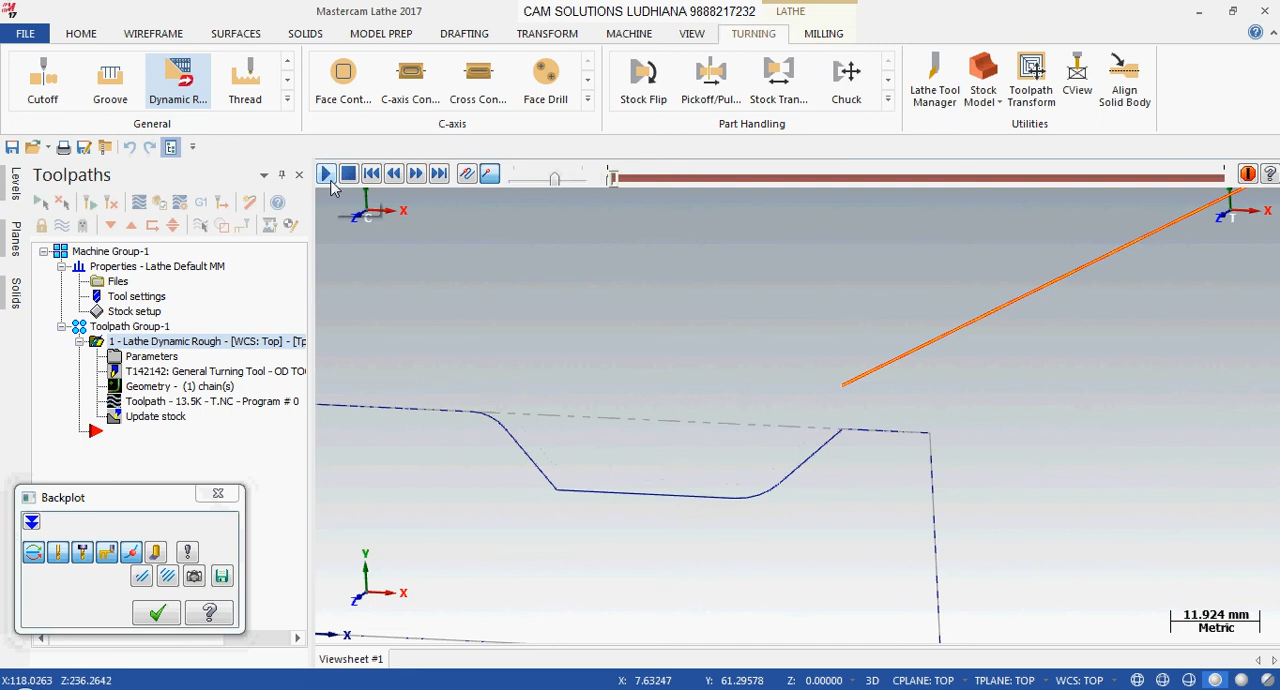 17
Mastercam Lathe 2017
CAM SOLUTIONS LUDHIANA 9888217232
LATHE
FILE
HOME
WIREFRAME
SURFACES
SOLIDS
MODEL PREP
DRAFTING
TRANSFORM
MACHINE
VIEW
TURNING
MILLING
Cutoff
Groove
Dynamic R...
Thread
Face Cont...
C-axis Con...
Cross Con...
Face Drill
Stock Flip
Pickoff/Pul...
Stock Tran...
Chuck
Lathe Tool
Manager
Stock
Model
Toolpath
Transform
CView
Align
Solid Body
General
C-axis
Part Handling
Utilities
Levels
Planes
Solids
Toolpaths
G1
Machine Group-1
Properties - Lathe Default MM
Files
Tool settings
Stock setup
Toolpath Group-1
1 - Lathe Dynamic Rough - [WCS: Top] - [Tp
Parameters
T142142: General Turning Tool - OD TOO
Geometry - (1) chain(s)
Toolpath - 13.5K - T.NC - Program # 0
Update stock
Backplot
X
Z
C
X
Z
T
Y
X
Z
X
11.924 mm
Metric
Viewsheet #1
X:118.0263 Z:236.2642
X: 7.63247
Y: 61.29578
Z: 0.00000
3D
CPLANE: TOP
TPLANE: TOP
WCS: TOP